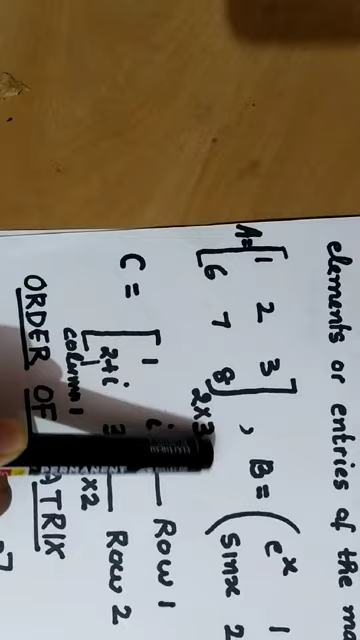 elements or entries of the
A = [ 1 2 3
6 7 8 ] 2x3 , B = ( e^x 1
sinx 2
C = [ 1 i Row 1
2+i 3 Row 2
column 1 x2
ORDER OF ATRIX
PERMANENT